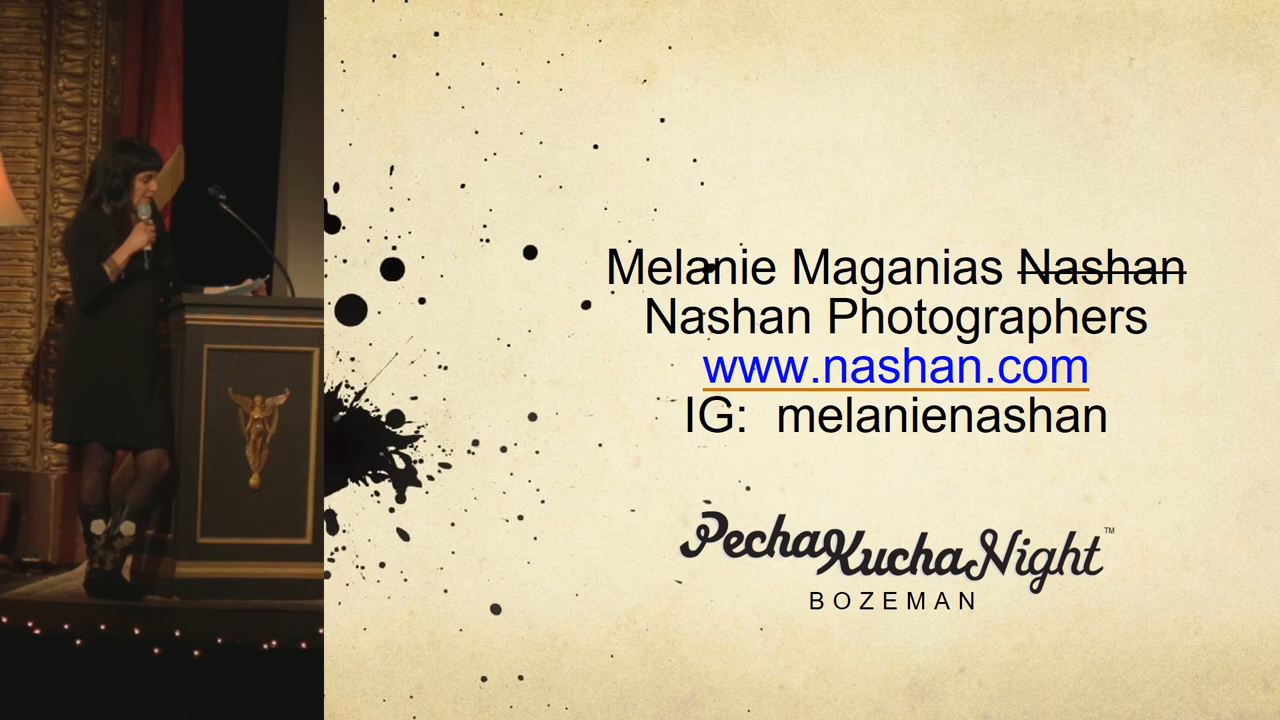 Melanie Maganias Nashan
Nashan Photographers
www.nashan.com
IG: melanienashan
PechaKuchaNight™
BOZEMAN